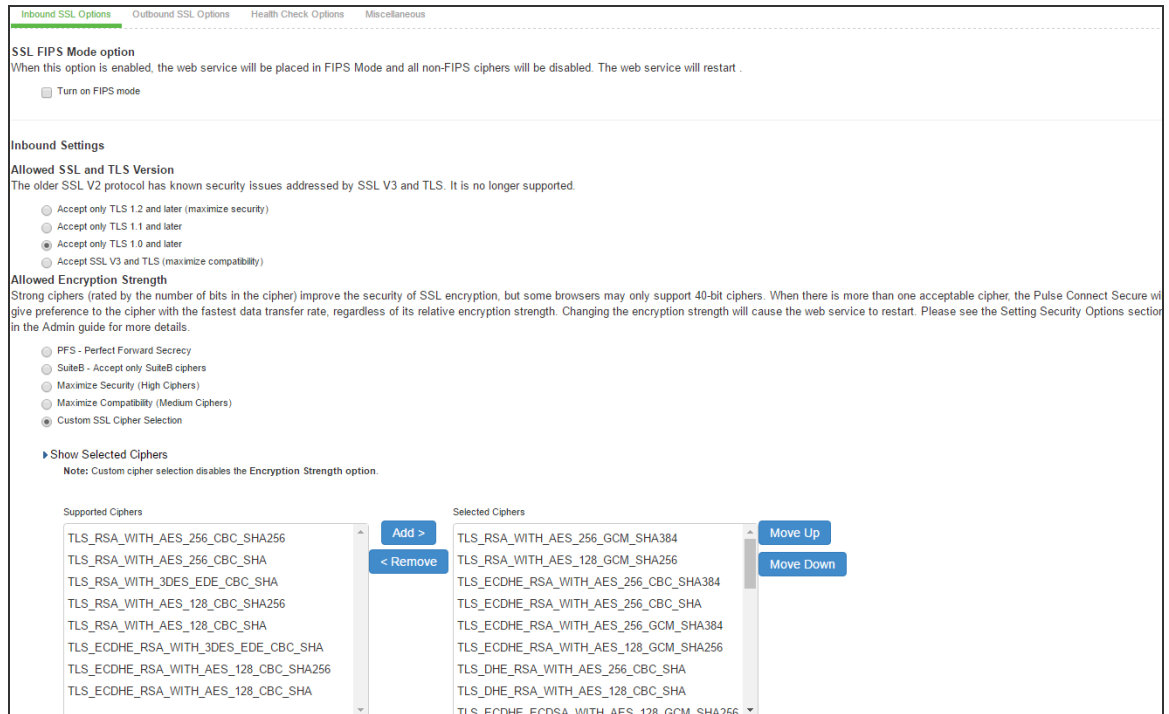 Inbound SSL Options Outbound SSL Options Health Check Options Miscellaneous
SSL FIPS Mode option
When this option is enabled, the web service will be placed in FIPS Mode and all non-FIPS ciphers will be disabled. The web service will restart .
Turn on FIPS mode
Inbound Settings
Allowed SSL and TLS Version
The older SSL V2 protocol has known security issues addressed by SSL V3 and TLS. It is no longer supported.
Accept only TLS 1.2 and later (maximize security)
Accept only TLS 1.1 and later
Accept only TLS 1.0 and later
Accept SSL V3 and TLS (maximize compatibility)
Allowed Encryption Strength
Strong ciphers (rated by the number of bits in the cipher) improve the security of SSL encryption, but some browsers may only support 40-bit ciphers. When there is more than one acceptable cipher, the Pulse Connect Secure wi
give preference to the cipher with the fastest data transfer rate, regardless of its relative encryption strength. Changing the encryption strength will cause the web service to restart. Please see the Setting Security Options section
in the Admin guide for more details.
PFS - Perfect Forward Secrecy
SuiteB - Accept only SuiteB ciphers
Maximize Security (High Ciphers)
Maximize Compatibility (Medium Ciphers)
Custom SSL Cipher Selection
Show Selected Ciphers
Note: Custom cipher selection disables the Encryption Strength option.
Supported Ciphers
TLS_RSA_WITH_AES_256_CBC_SHA256
TLS_RSA_WITH_AES_256_CBC_SHA
TLS_RSA_WITH_3DES_EDE_CBC_SHA
TLS_RSA_WITH_AES_128_CBC_SHA256
TLS_RSA_WITH_AES_128_CBC_SHA
TLS_ECDHE_RSA_WITH_3DES_EDE_CBC_SHA
TLS_ECDHE_RSA_WITH_AES_128_CBC_SHA256
TLS_ECDHE_RSA_WITH_AES_128_CBC_SHA
Add >
< Remove
Selected Ciphers
TLS_RSA_WITH_AES_256_GCM_SHA384
TLS_RSA_WITH_AES_128_GCM_SHA256
TLS_ECDHE_RSA_WITH_AES_256_CBC_SHA384
TLS_ECDHE_RSA_WITH_AES_256_CBC_SHA
TLS_ECDHE_RSA_WITH_AES_256_GCM_SHA384
TLS_ECDHE_RSA_WITH_AES_128_GCM_SHA256
TLS_DHE_RSA_WITH_AES_256_CBC_SHA
TLS_DHE_RSA_WITH_AES_128_CBC_SHA
TLS_ECDHE_ECDSA_WITH_AES_128_GCM_SHA256
Move Up
Move Down